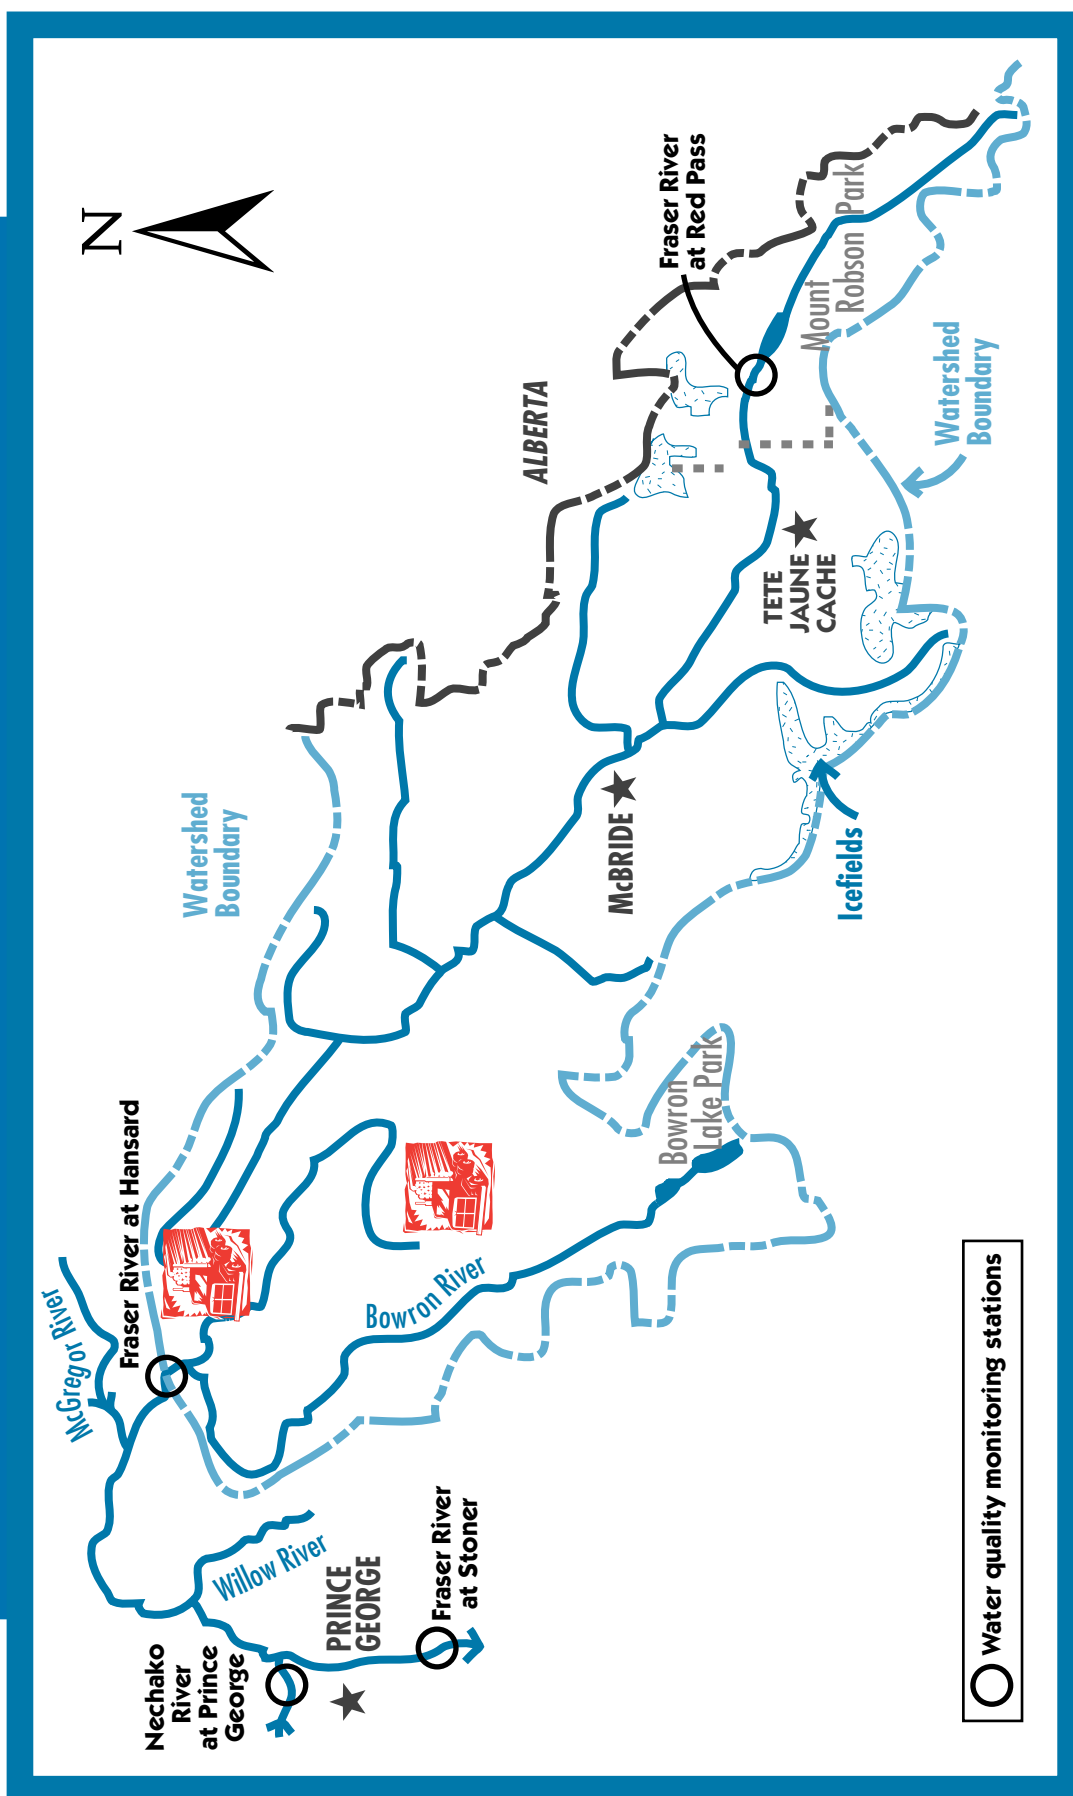 N
McGregor River
Fraser River at Hansard
Watershed
Boundary
ALBERTA
Fraser River
at Red Pass
Mount
Robson Park
Watershed
Boundary
TETE
JAUNE
CACHE
McBRIDE
Icefields
Bowron
Lake Park
Bowron River
Willow River
PRINCE
GEORGE
Nechako
River
at Prince
George
Fraser River
at Stoner
Water quality monitoring stations